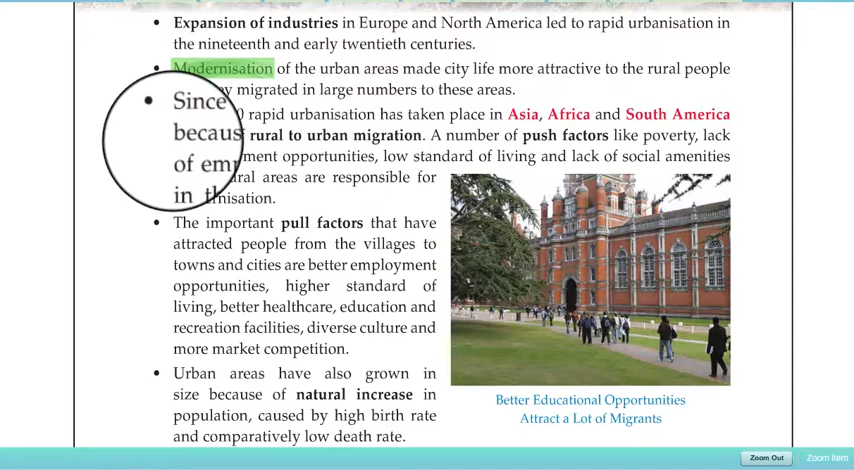 • Expansion of industries in Europe and North America led to rapid urbanisation in
the nineteenth and early twentieth centuries.
• Modernisation of the urban areas made city life more attractive to the rural people
migrated in large numbers to these areas.
• Since
0 rapid urbanisation has taken place in Asia, Africa and South America
becaus
rural to urban migration. A number of push factors like poverty, lack
of em
ment opportunities, low standard of living and lack of social amenities
in th
ral areas are responsible for
nisation.
• The important pull factors that have
attracted people from the villages to
towns and cities are better employment
opportunities, higher standard of
living, better healthcare, education and
recreation facilities, diverse culture and
more market competition.
• Urban areas have also grown in
size because of natural increase in
population, caused by high birth rate
and comparatively low death rate.
Better Educational Opportunities
Attract a Lot of Migrants
Zoom Out
Zoom Item